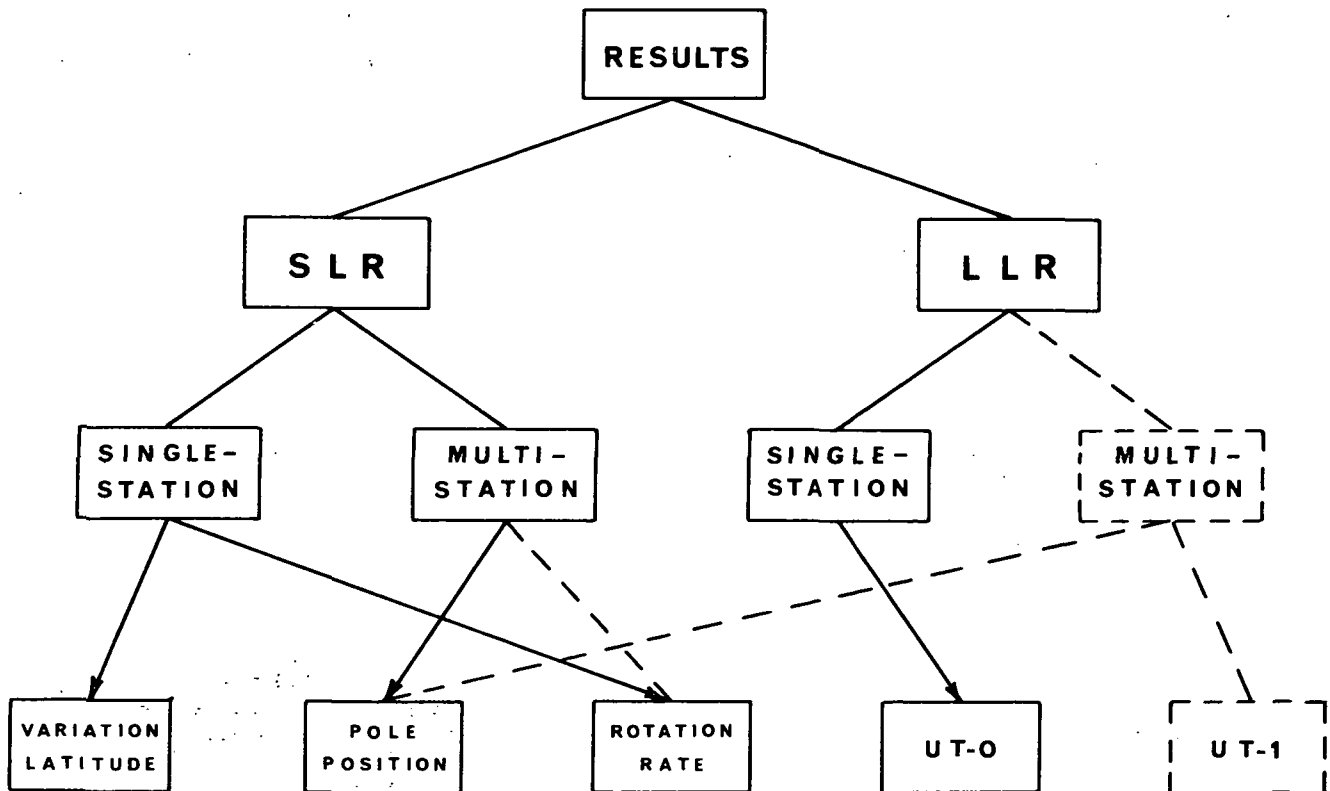 RESULTS
SLR
LLR
SINGLE-
STATION
MULTI-
STATION
SINGLE-
STATION
MULTI-
STATION
VARIATION
LATITUDE
POLE
POSITION
ROTATION
RATE
UT-0
UT-1